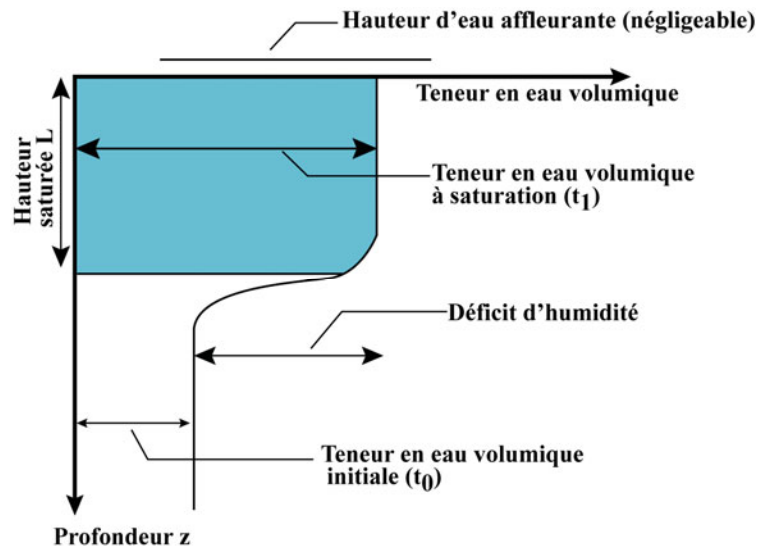 Hauteur d'eau affleurante (négligeable)
Teneur en eau volumique
Hauteur
saturée L
Teneur en eau volumique
à saturation (t1)
Déficit d'humidité
Teneur en eau volumique
initiale (t0)
Profondeur z